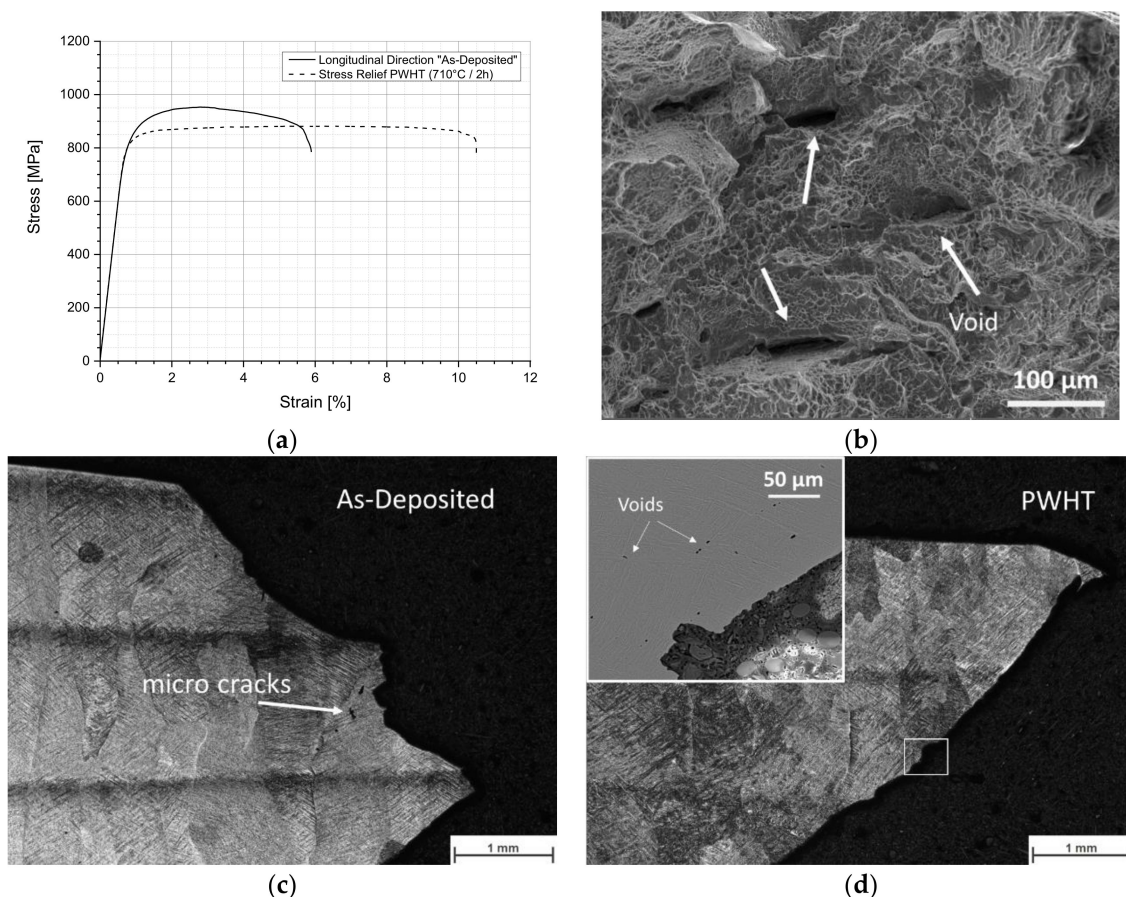 1200
1000
800
600
400
200
0
Stress [MPa]
Longitudinal Direction "As-Deposited"
Stress Relief PWHT (710°C / 2h)
0 2 4 6 8 10 12
Strain [%]
(a)
Void
100 μm
(b)
As-Deposited
micro cracks
1 mm
(c)
50 μm
Voids
PWHT
1 mm
(d)